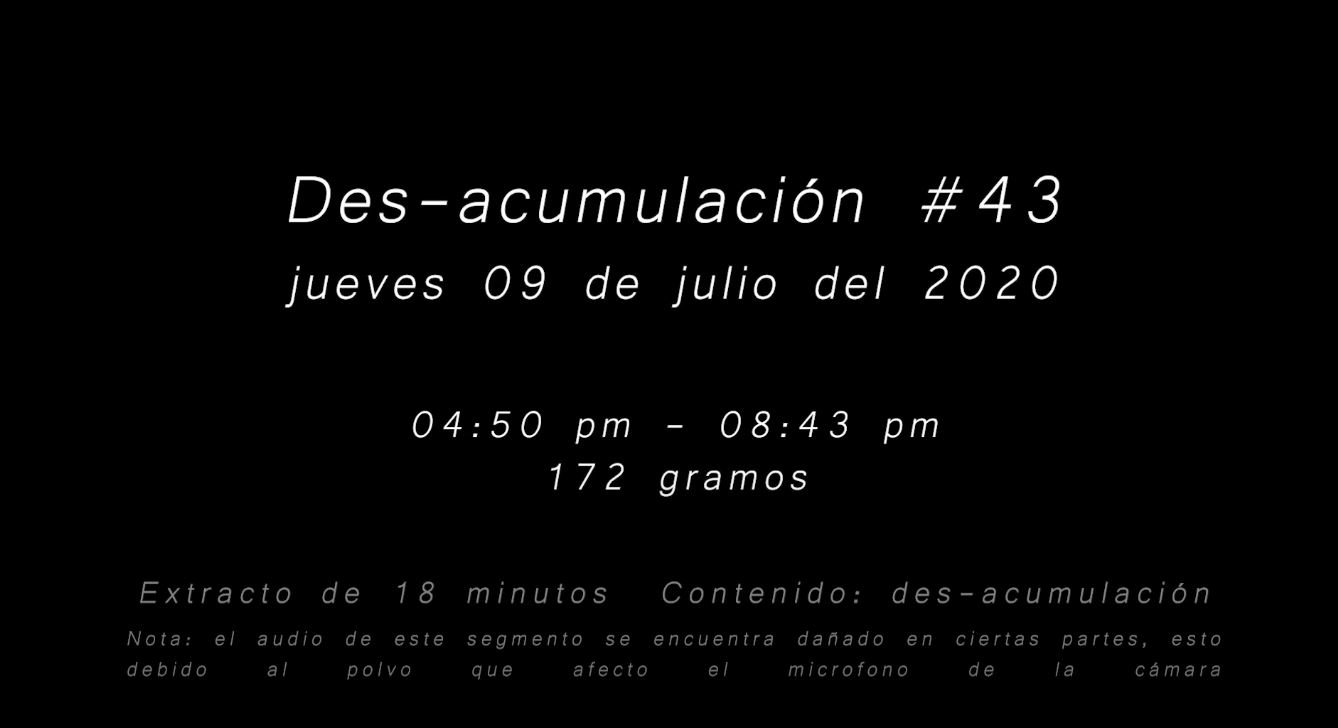 Des-acumulación #43
jueves 09 de julio del 2020
04:50 pm - 08:43 pm
172 gramos
Extracto de 18 minutos Contenido: des-acumulación
Nota: el audio de este segmento se encuentra dañado en ciertas partes, esto
debido al polvo que afecto el microfono de la cámara